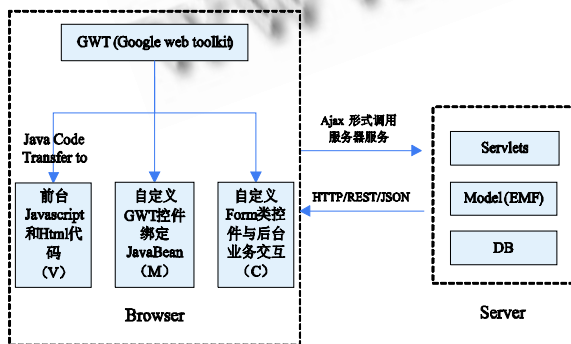 GWT (Google web toolkit)
Java Code
Transfer to
前台
Javascript
和Html代
码
（V）
自定义
GWT控件
绑定
JavaBean
（M）
自定义
Form类控
件与后台
业务交互
（C）
Browser
Ajax 形式调用
服务器服务
HTTP/REST/JSON
Servlets
Model (EMF)
DB
Server